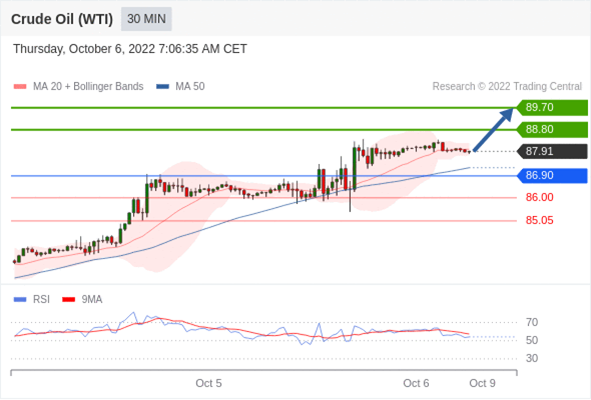 Crude Oil (WTI) 30 MIN
Thursday, October 6, 2022 7:06:35 AM CET
MA 20 + Bollinger Bands MA 50 Research © 2022 Trading Central
89.70
88.80
87.91
86.90
86.00
85.05
RSI 9MA
70
50
30
Oct 5 Oct 6 Oct 9